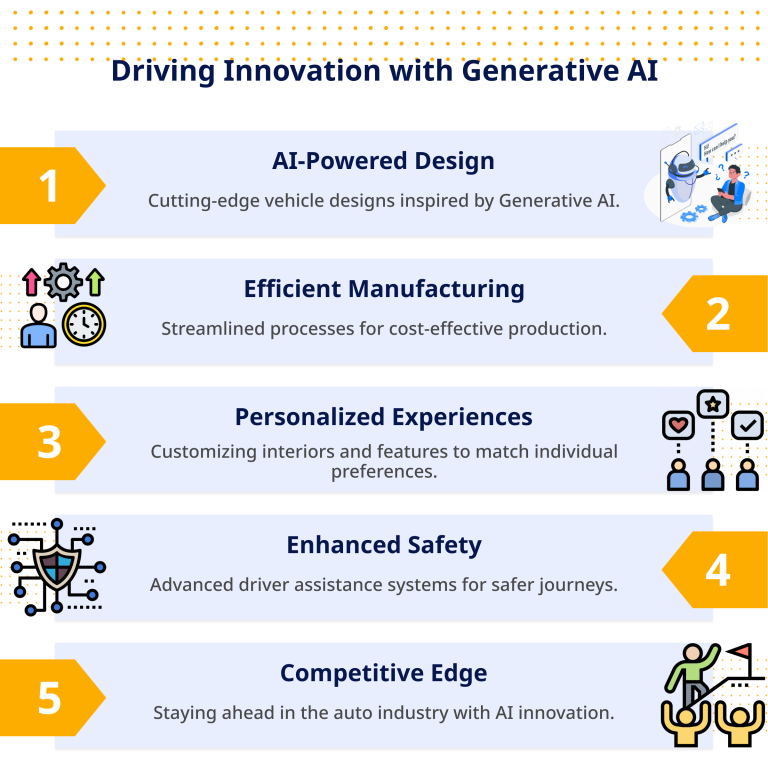 Driving Innovation with Generative AI
1
AI-Powered Design
Cutting-edge vehicle designs inspired by Generative AI.
Efficient Manufacturing
Streamlined processes for cost-effective production.
2
3
Personalized Experiences
Customizing interiors and features to match individual
preferences.
Enhanced Safety
Advanced driver assistance systems for safer journeys.
4
5
Competitive Edge
Staying ahead in the auto industry with AI innovation.